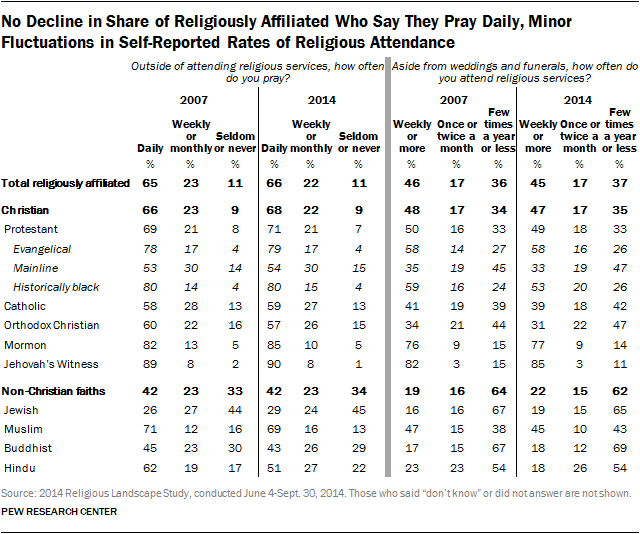 No Decline in Share of Religiously Affiliated Who Say They Pray Daily, Minor
Fluctuations in Self-Reported Rates of Religious Attendance
Outside of attending religious services, how often do you pray? Aside from weddings and funerals, how often do you attend religious services?
2007 2014 2007 2014
Daily Weekly or monthly Seldom or never Daily Weekly or monthly Seldom or never Weekly or more Once or twice a month Few times a year or less Weekly or more Once or twice a month Few times a year or less
% % % % % % % % % % % %
Total religiously affiliated 65 23 11 66 22 11 46 17 36 45 17 37
Christian 66 23 9 68 22 9 48 17 34 47 17 35
Protestant 69 21 8 71 21 7 50 16 33 49 18 33
Evangelical 78 17 4 79 17 4 58 14 27 58 16 26
Mainline 53 30 14 54 30 15 35 19 45 33 19 47
Historically black 80 14 4 80 15 4 59 16 24 53 20 26
Catholic 58 28 13 59 27 13 41 19 39 39 18 42
Orthodox Christian 60 22 16 57 26 15 34 21 44 31 22 47
Mormon 82 13 5 85 10 5 76 9 15 77 9 14
Jehovah's Witness 89 8 2 90 8 1 82 3 15 85 3 11
Non-Christian faiths 42 23 33 42 23 34 19 16 64 22 15 62
Jewish 26 27 44 29 24 45 16 16 67 19 15 65
Muslim 71 12 16 69 16 13 47 15 38 45 10 43
Buddhist 45 23 30 43 26 29 17 15 67 18 12 69
Hindu 62 19 17 51 27 22 23 23 54 18 26 54
Source: 2014 Religious Landscape Study, conducted June 4-Sept. 30, 2014. Those who said "don't know" or did not answer are not shown.
PEW RESEARCH CENTER